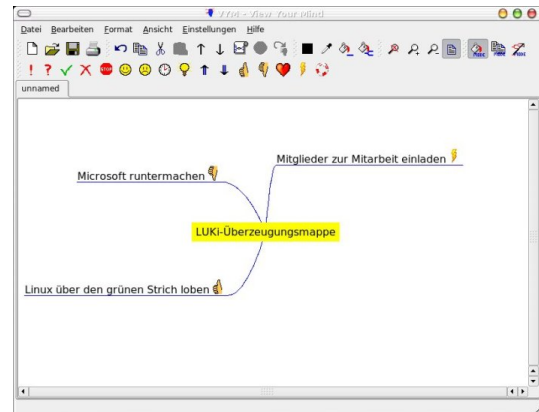 VYM - View Your Mind
Datei Bearbeiten Format Ansicht Einstellungen Hilfe
unnamed
Mitglieder zur Mitarbeit einladen
Microsoft runtermachen
LUKi-Überzeugungsmappe
Linux über den grünen Strich loben